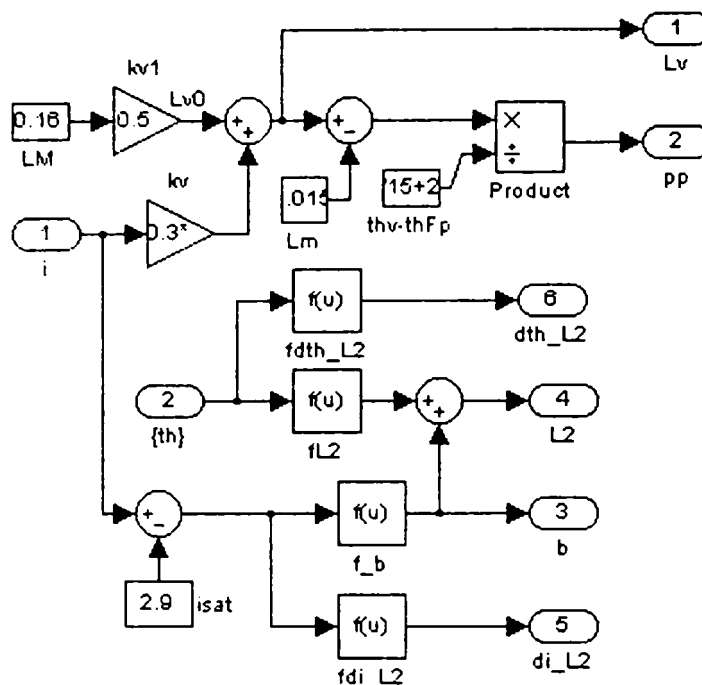 1
Lv
kv1
0.16
LM
0.5
Lv0
+
+
+
-
×
÷
Product
2
pp
.015
Lm
15+2
thv-thFp
kv
0.3*
1
i
f(u)
fdth_L2
6
dth_L2
2
{th}
f(u)
fL2
+
+
4
L2
+
-
2.9
isat
f(u)
f_b
3
b
f(u)
fdi_L2
5
di_L2